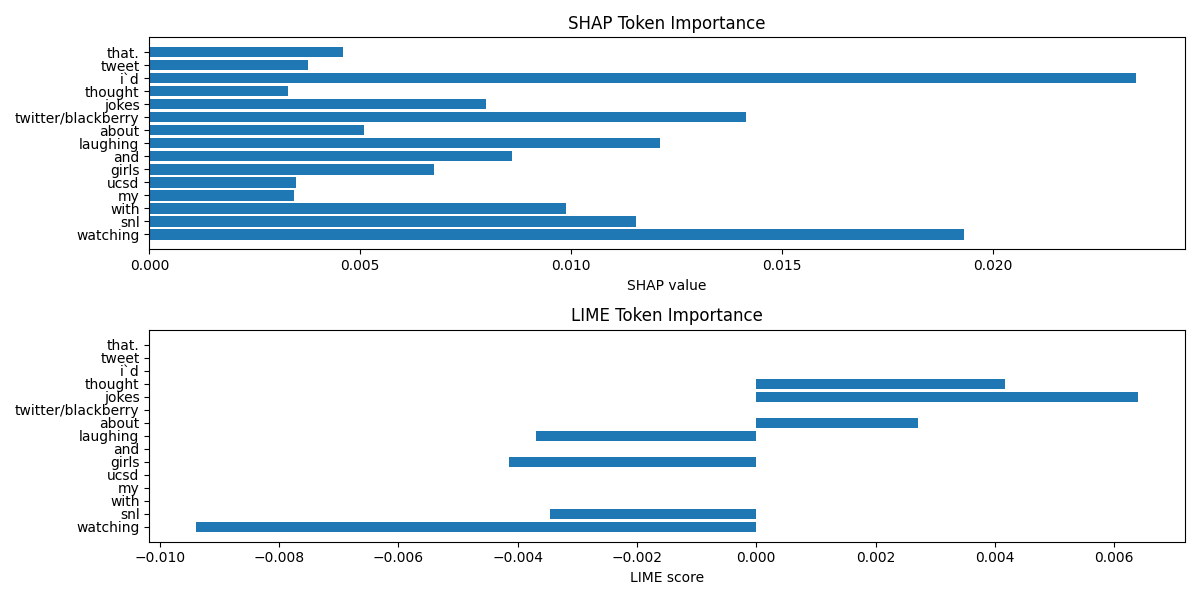 SHAP Token Importance
that.
tweet
i`d
thought
jokes
twitter/blackberry
about
laughing
and
girls
ucsd
my
with
snl
watching
0.000 0.005 0.010 0.015 0.020
SHAP value
LIME Token Importance
that.
tweet
i`d
thought
jokes
twitter/blackberry
about
laughing
and
girls
ucsd
my
with
snl
watching
−0.010 −0.008 −0.006 −0.004 −0.002 0.000 0.002 0.004 0.006
LIME score